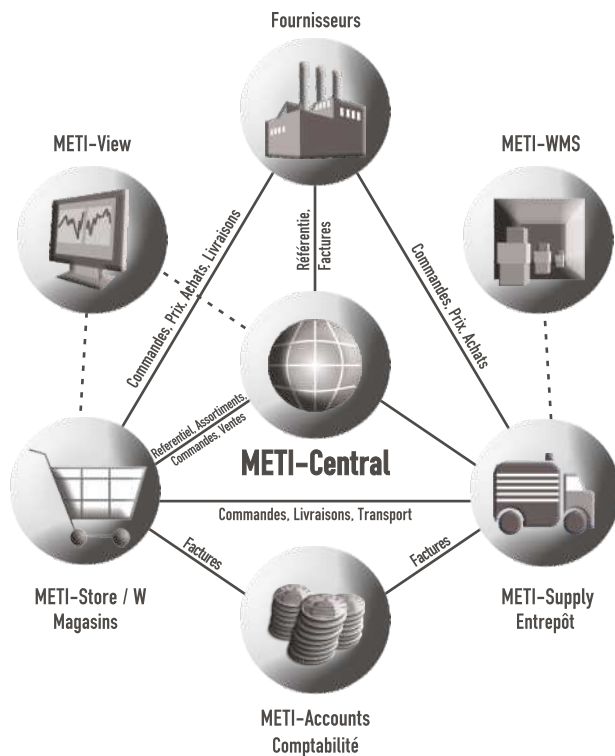 Fournisseurs
METI-View
METI-WMS
Commandes, Prix, Achats, Livraisons
Référentie,
Factures
Commandes, Prix, Achats
Referentiel, Assortiments,
Commandes, Ventes
METI-Central
Commandes, Livraisons, Transport
Factures
Factures
METI-Store / W
Magasins
METI-Supply
Entrepôt
METI-Accounts
Comptabilité